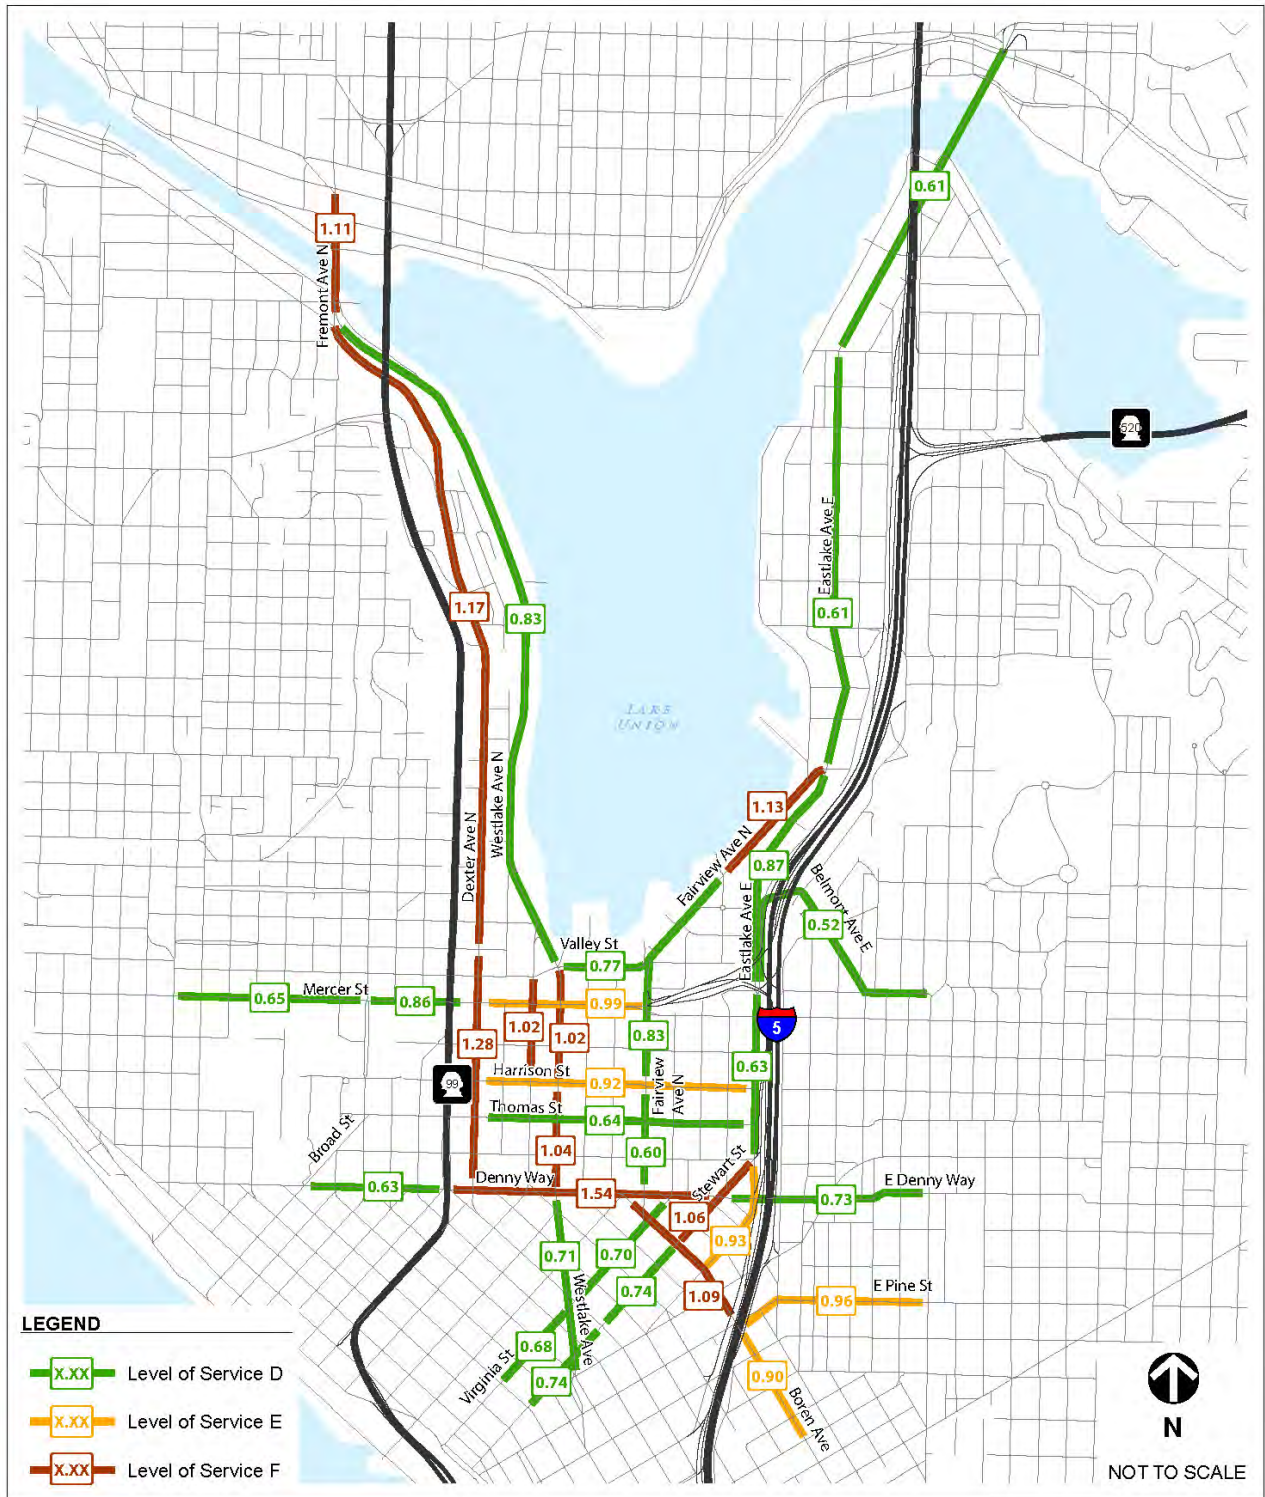 0.61
1.11
Fremont Ave N
520
Eastlake Ave E
1.17
0.83
0.61
LAKE
UNION
Westlake Ave N
Dexter Ave N
1.13
Fairview Ave N
0.87
Belmont Ave E
Eastlake Ave E
0.52
Valley St
0.77
Mercer St
0.65
0.86
0.99
1.02
1.02
0.83
5
1.28
Harrison St
0.63
99
0.92
Fairview
Ave N
Thomas St
0.64
Broad St
1.04
0.60
Stewart St
Denny Way
0.63
1.54
E Denny Way
0.73
1.06
0.93
0.71
0.70
0.74
1.09
E Pine St
0.96
Westlake Ave
0.68
Virginia St
0.74
0.90
Boren Ave
LEGEND
X.XX Level of Service D
X.XX Level of Service E
X.XX Level of Service F
N
NOT TO SCALE